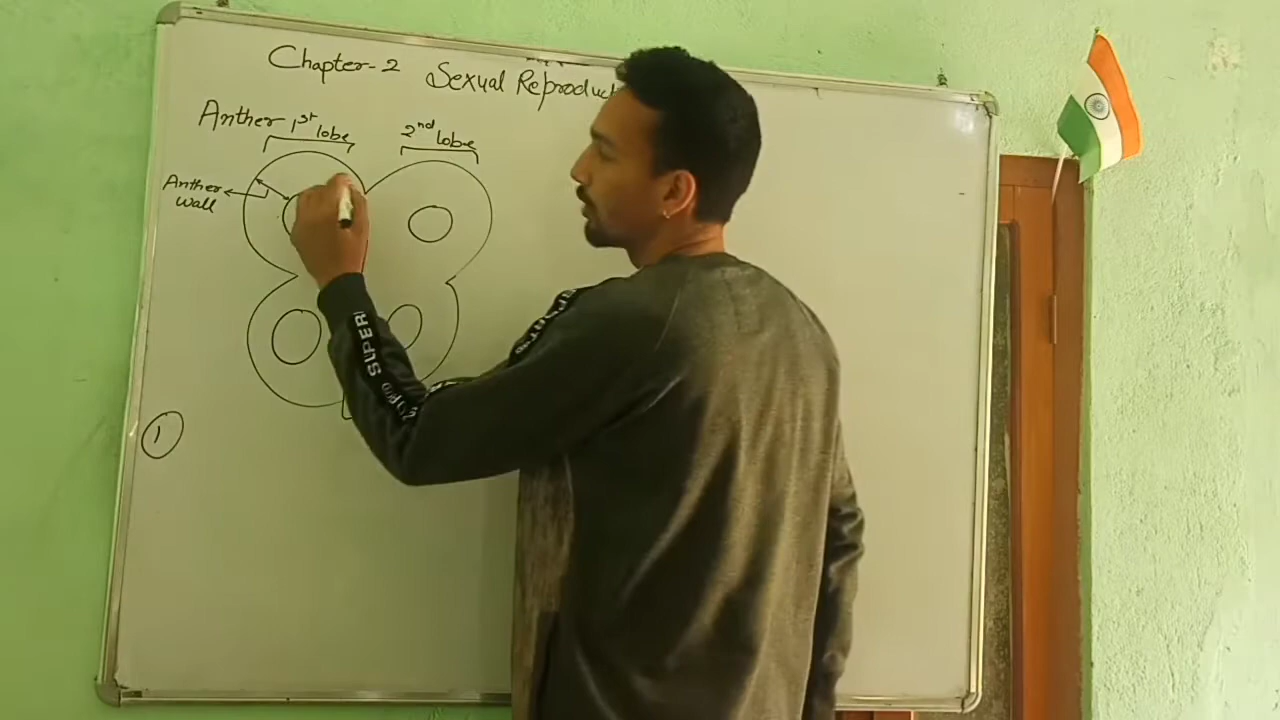 Chapter-2 Sexual Reproduct
Anther 1st lobe 2nd lobe
Anther
wall
1
SUPER